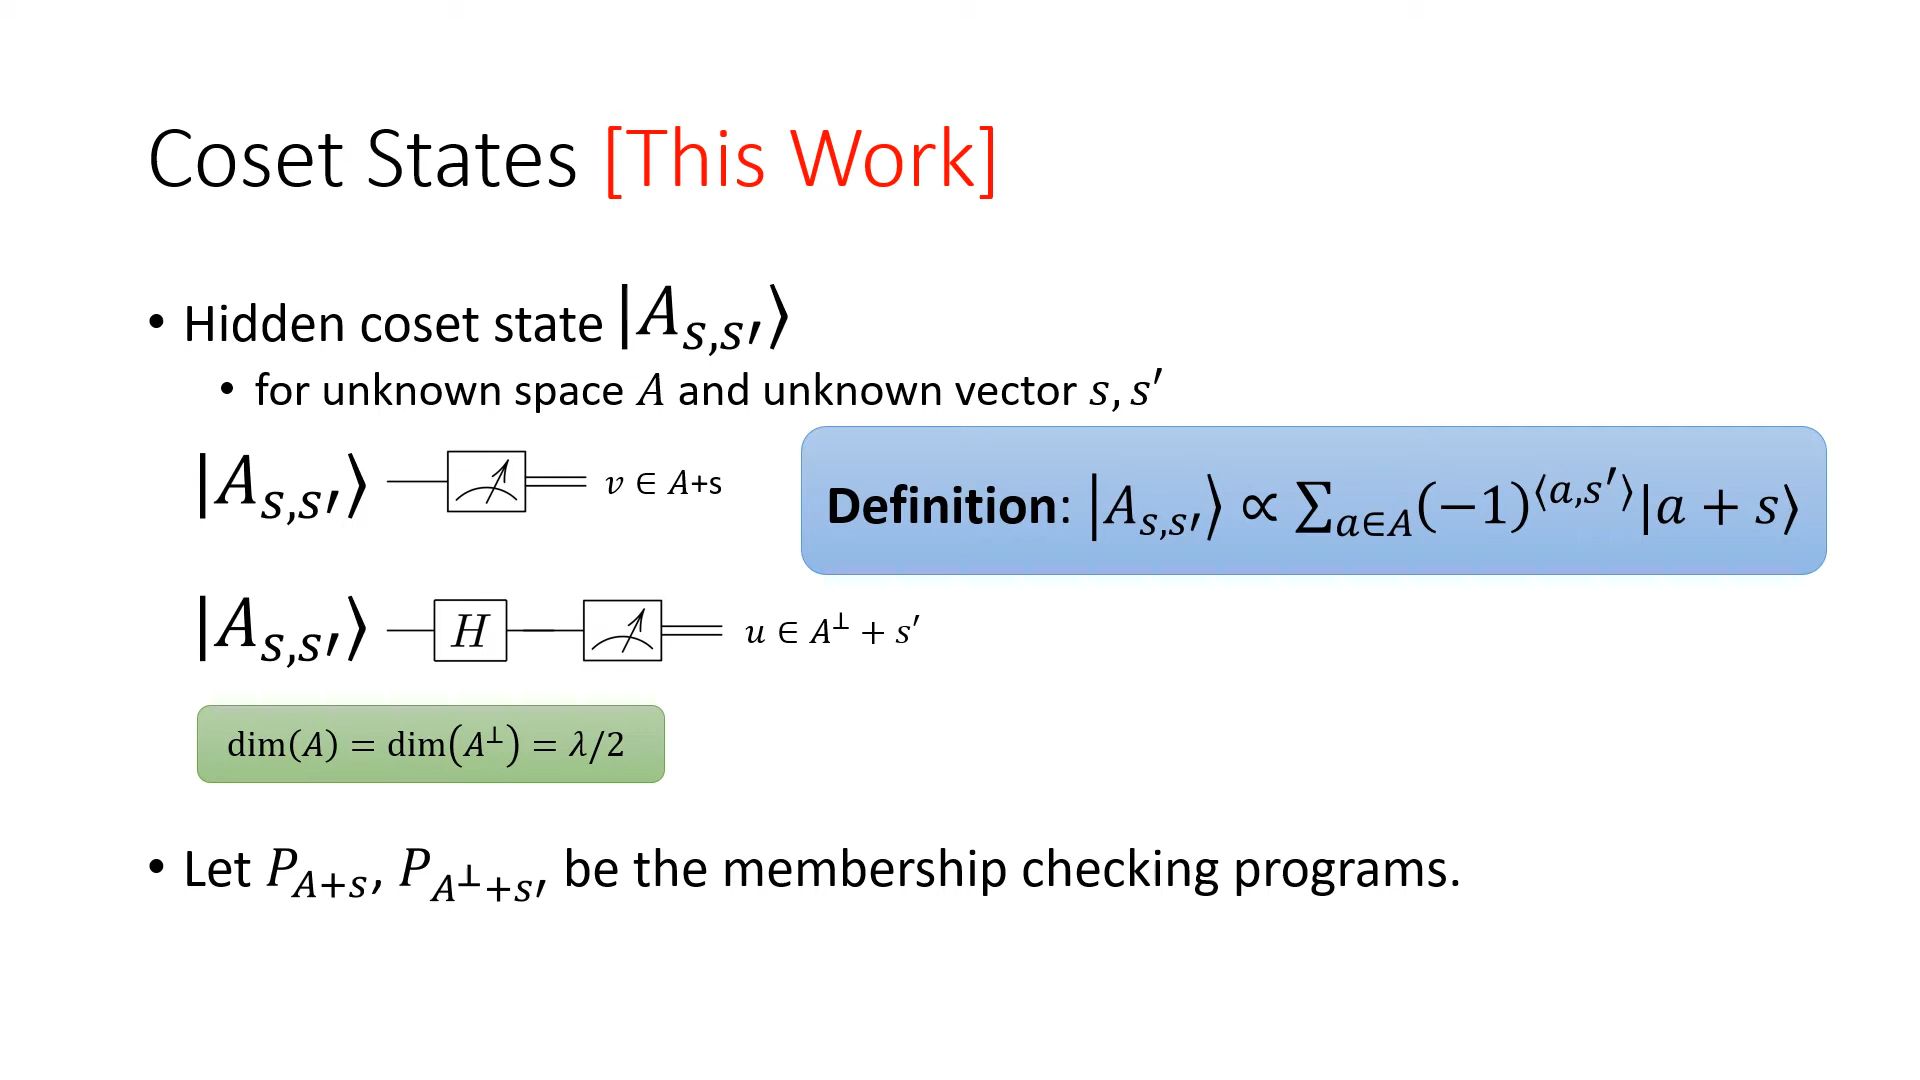 Coset States [This Work]
• Hidden coset state |A_{s,s′}⟩
• for unknown space A and unknown vector s, s′
|A_{s,s′}⟩ v ∈ A+s
Definition: |A_{s,s′}⟩ ∝ ∑_{a∈A}(−1)^{⟨a,s′⟩}|a + s⟩
|A_{s,s′}⟩ H u ∈ A^⊥ + s′
dim(A) = dim(A^⊥) = λ/2
• Let P_{A+s}, P_{A^⊥+s′} be the membership checking programs.